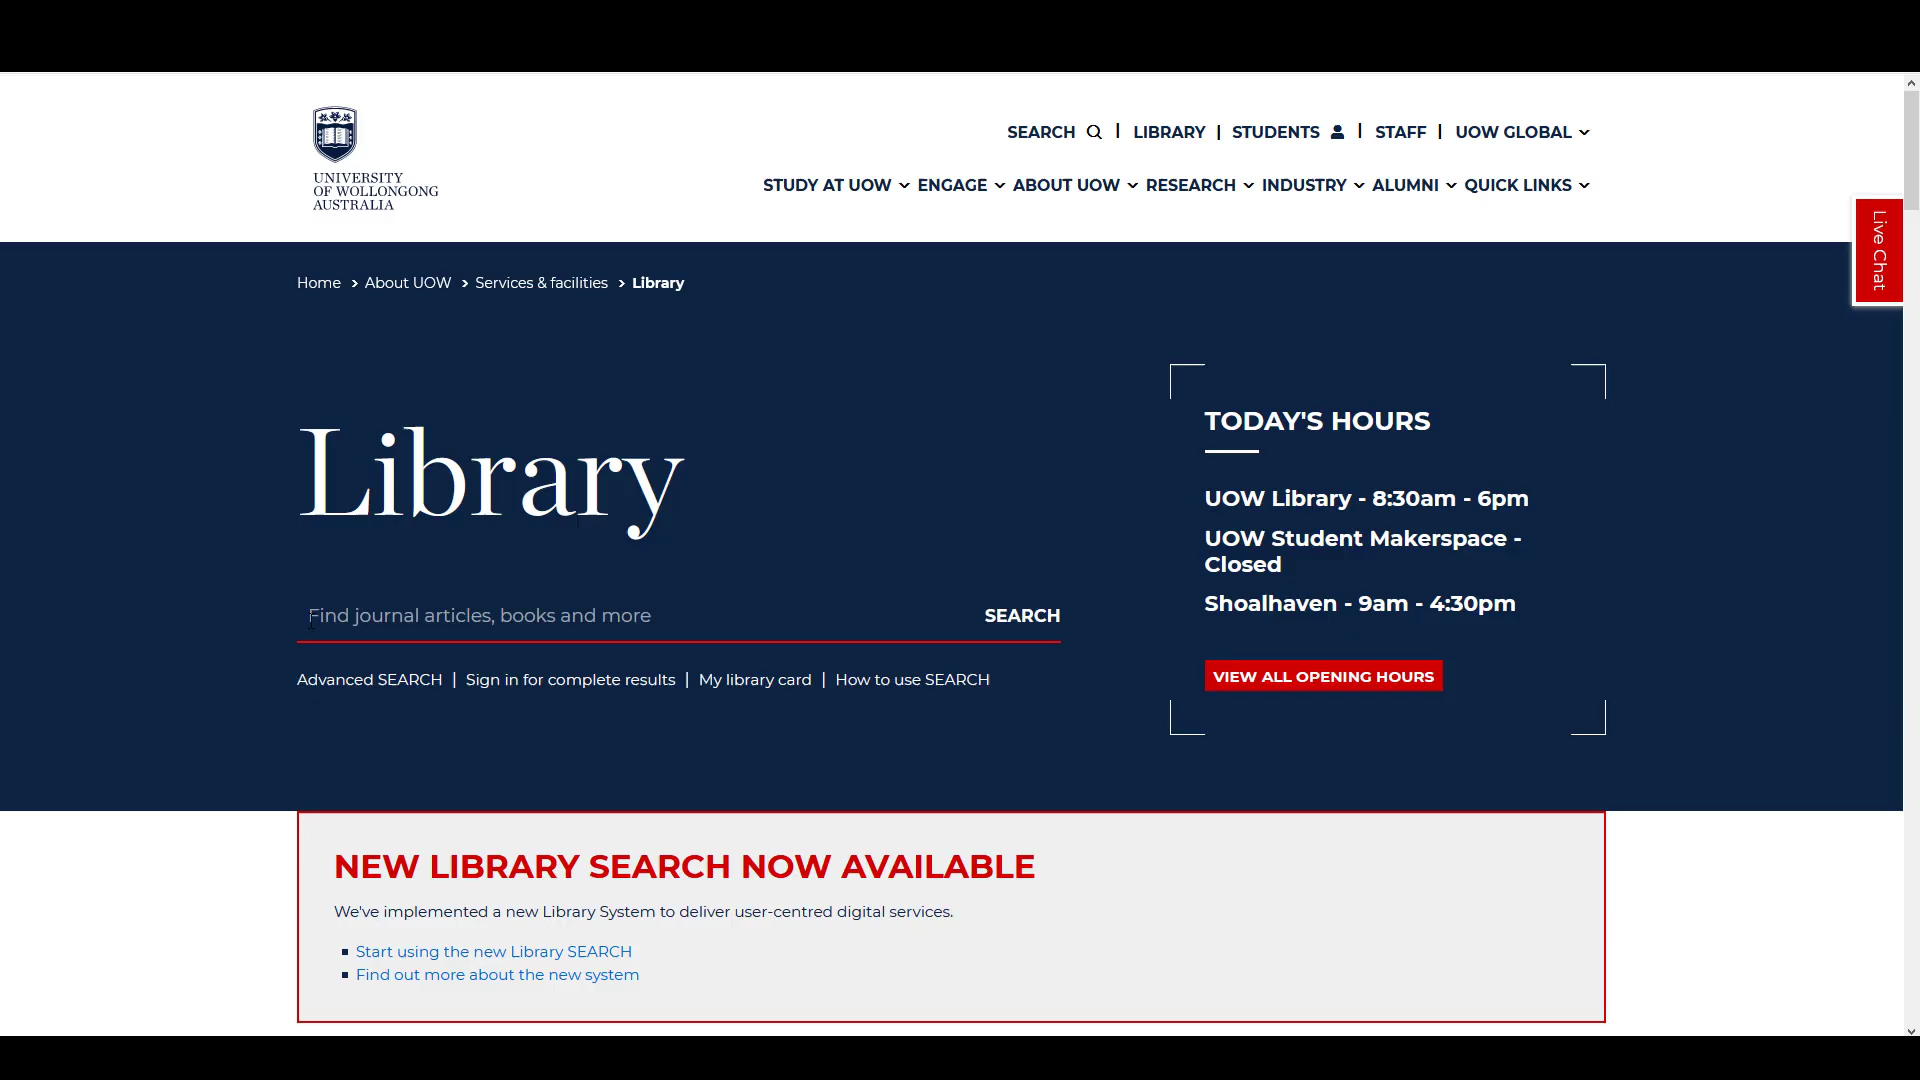 UNIVERSITY
OF WOLLONGONG
AUSTRALIA
SEARCH | LIBRARY | STUDENTS | STAFF | UOW GLOBAL
STUDY AT UOW ENGAGE ABOUT UOW RESEARCH INDUSTRY ALUMNI QUICK LINKS
Live Chat
Home > About UOW > Services & facilities > Library
Library
Find journal articles, books and more SEARCH
Advanced SEARCH | Sign in for complete results | My library card | How to use SEARCH
TODAY'S HOURS
UOW Library - 8:30am - 6pm
UOW Student Makerspace -
Closed
Shoalhaven - 9am - 4:30pm
VIEW ALL OPENING HOURS
NEW LIBRARY SEARCH NOW AVAILABLE
We've implemented a new Library System to deliver user-centred digital services.
Start using the new Library SEARCH
Find out more about the new system